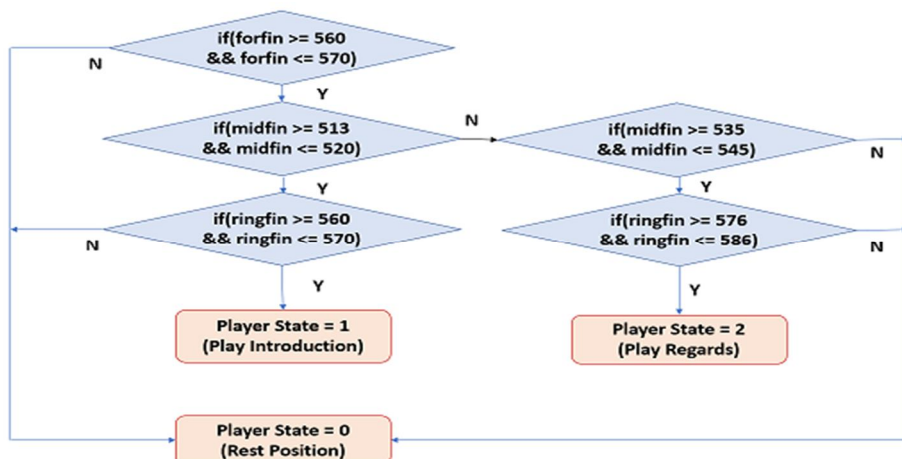 if(forfin >= 560
&& forfin <= 570)
N
Y
if(midfin >= 513
&& midfin <= 520)
N
if(midfin >= 535
&& midfin <= 545)
N
Y
Y
if(ringfin >= 560
&& ringfin <= 570)
N
if(ringfin >= 576
&& ringfin <= 586)
N
Y
Y
Player State = 1
(Play Introduction)
Player State = 2
(Play Regards)
Player State = 0
(Rest Position)